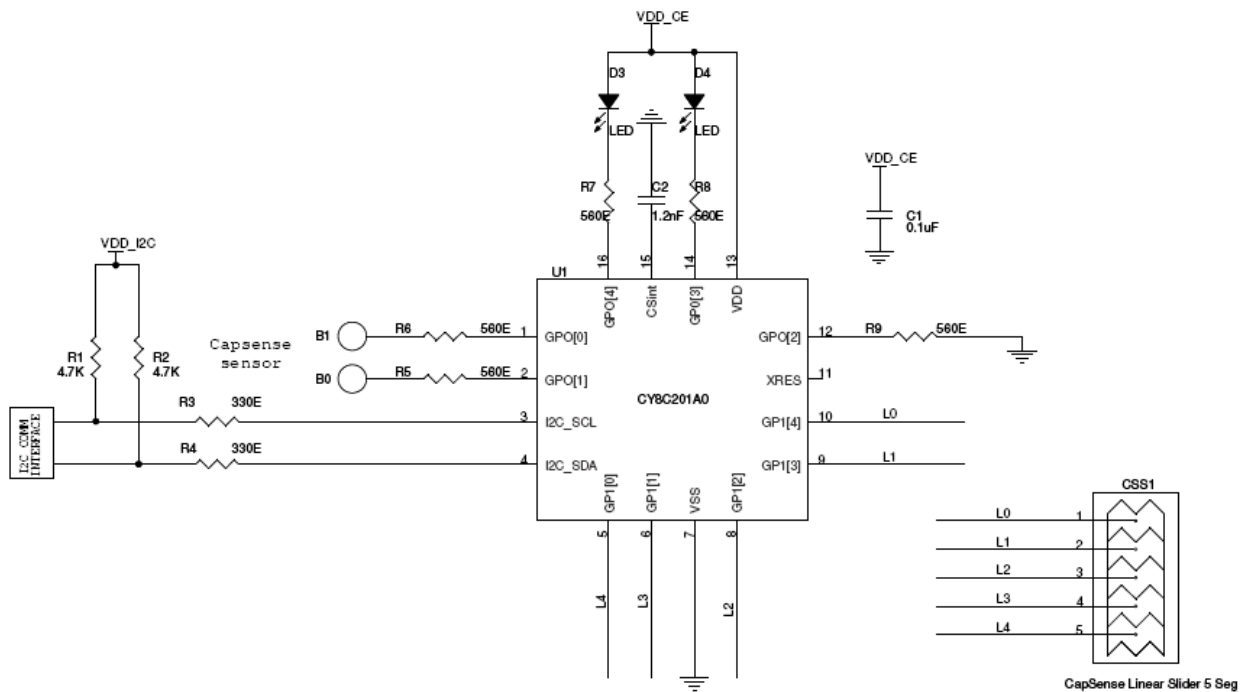 VDD_CE
D3
D4
LED
LED
R7
C2
R8
560E
1.2nF
560E
VDD_CE
C1
0.1uF
VDD_I2C
R1
4.7K
R2
4.7K
16
15
14
13
U1
GPO[4]
CSint
GP0[3]
VDD
B1
R6
560E
1
GPO[0]
Capsense
sensor
B0
R5
560E
2
GPO[1]
GPO[2]
12
R9
560E
XRES
11
CY8C201A0
R3
330E
3
I2C_SCL
GP1[4]
10
L0
I2C COMM
INTERFACE
R4
330E
4
I2C_SDA
GP1[3]
9
L1
GP1[0]
GP1[1]
VSS
GP1[2]
5
6
7
8
L4
L3
L2
CSS1
L0
1
L1
2
L2
3
L3
4
L4
5
CapSense Linear Slider 5 Seg